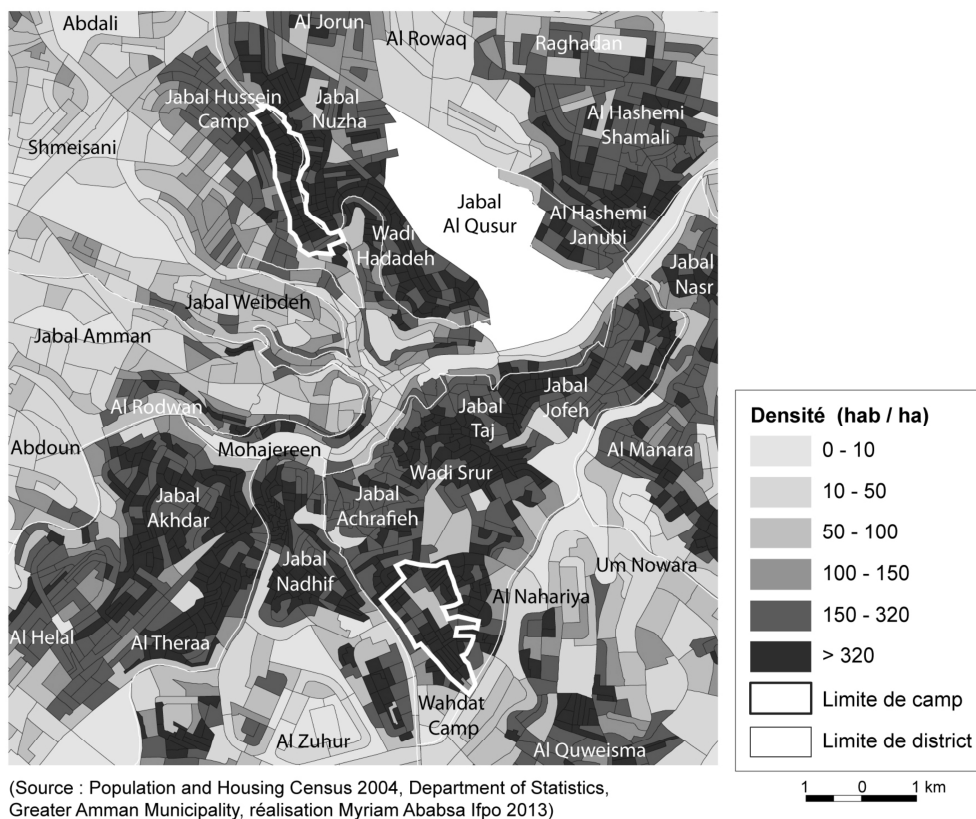 Abdali
Al Jorun
Al Rowaq
Raghadan
Jabal Hussein
Camp
Jabal
Nuzha
Al Hashemi
Shamali
Shmeisani
Jabal
Al Qusur
Al Hashemi
Janubi
Wadi
Hadadeh
Jabal
Nasr
Jabal Weibdeh
Jabal Amman
Jabal
Jofeh
Jabal
Taj
Al Rodwan
Abdoun
Mohajereen
Al Manara
Wadi Srur
Jabal
Akhdar
Jabal
Achrafieh
Jabal
Nadhif
Um Nowara
Al Nahariya
Al Helal
Al Theraa
Wahdat
Camp
Al Zuhur
Al Quweisma
Densité (hab / ha)
0 - 10
10 - 50
50 - 100
100 - 150
150 - 320
> 320
Limite de camp
Limite de district
1 0 1 km
(Source : Population and Housing Census 2004, Department of Statistics,
Greater Amman Municipality, réalisation Myriam Ababsa Ifpo 2013)